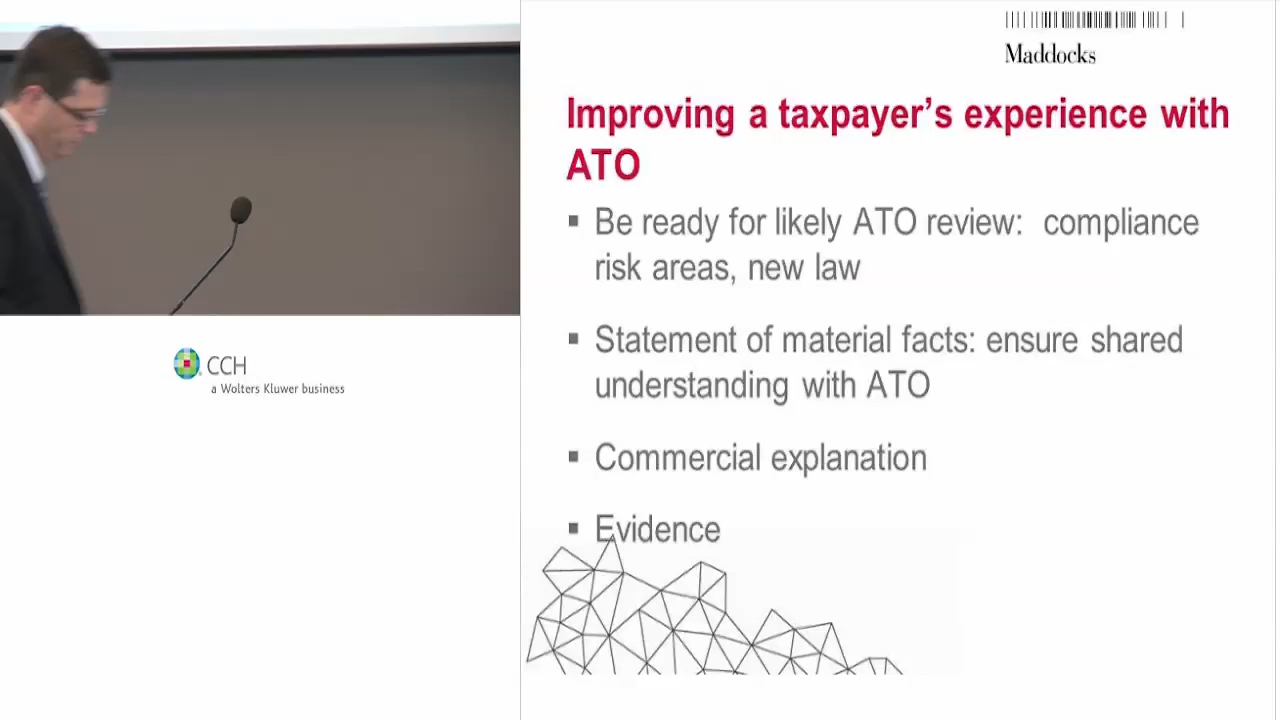 Maddocks
Improving a taxpayer's experience with
ATO
▪ Be ready for likely ATO review:  compliance
risk areas, new law
▪ Statement of material facts: ensure shared
understanding with ATO
▪ Commercial explanation
▪ Evidence
CCH
a Wolters Kluwer business